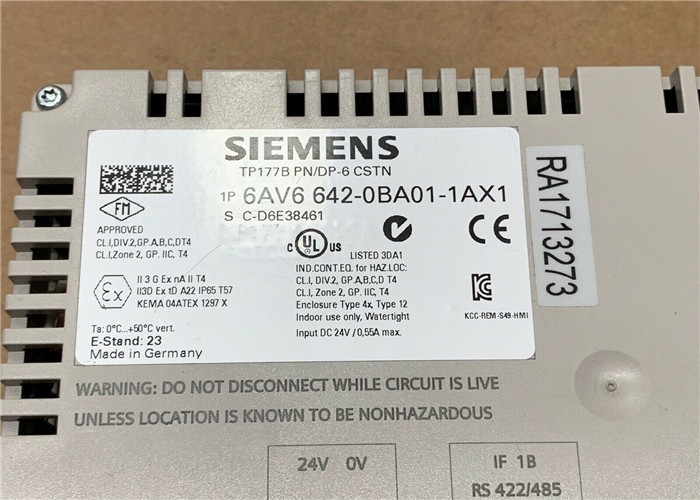 SIEMENS
TP177B PN/DP-6 CSTN
1P 6AV6 642-0BA01-1AX1
S C-D6E38461
FM
APPROVED
CL.I,DIV.2,GP.A,B,C,DT4
CL.I,Zone 2, GP. IIC, T4
Ex
II 3 G Ex nA II T4
II3D Ex tD A22 IP65 T57
KEMA 04ATEX 1297 X
Ta: 0°C...+50°C vert.
E-Stand: 23
Made in Germany
c UL us
LISTED 3DA1
IND.CONT.EQ. for HAZ.LOC:
CL.I, DIV.2, GP.A,B,C,D T4
CL.I, Zone 2, GP. IIC, T4
Enclosure Type 4x, Type 12
Indoor use only, Watertight
Input DC 24V / 0,55A max.
KCC-REM-S49-HMI
RA1713273
WARNING: DO NOT DISCONNECT WHILE CIRCUIT IS LIVE
UNLESS LOCATION IS KNOWN TO BE NONHAZARDOUS
24V 0V
IF 1B
RS 422/485